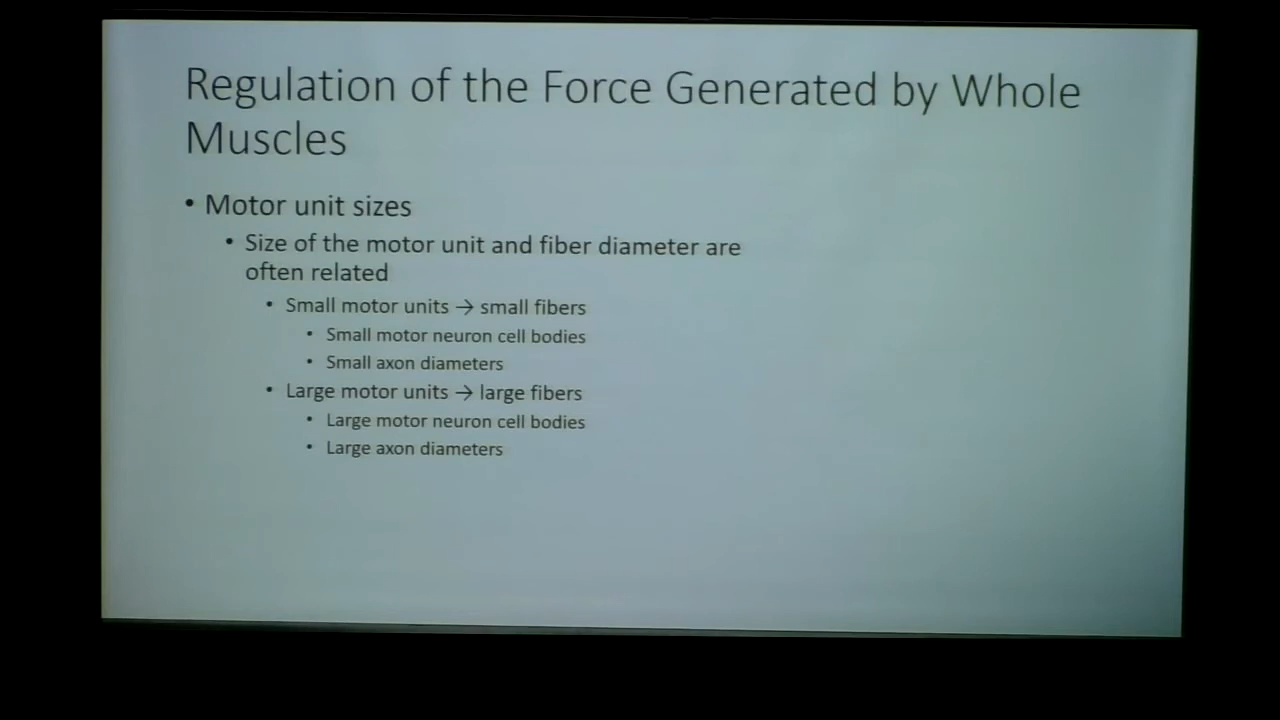 Regulation of the Force Generated by Whole
Muscles
• Motor unit sizes
• Size of the motor unit and fiber diameter are
often related
• Small motor units → small fibers
• Small motor neuron cell bodies
• Small axon diameters
• Large motor units → large fibers
• Large motor neuron cell bodies
• Large axon diameters